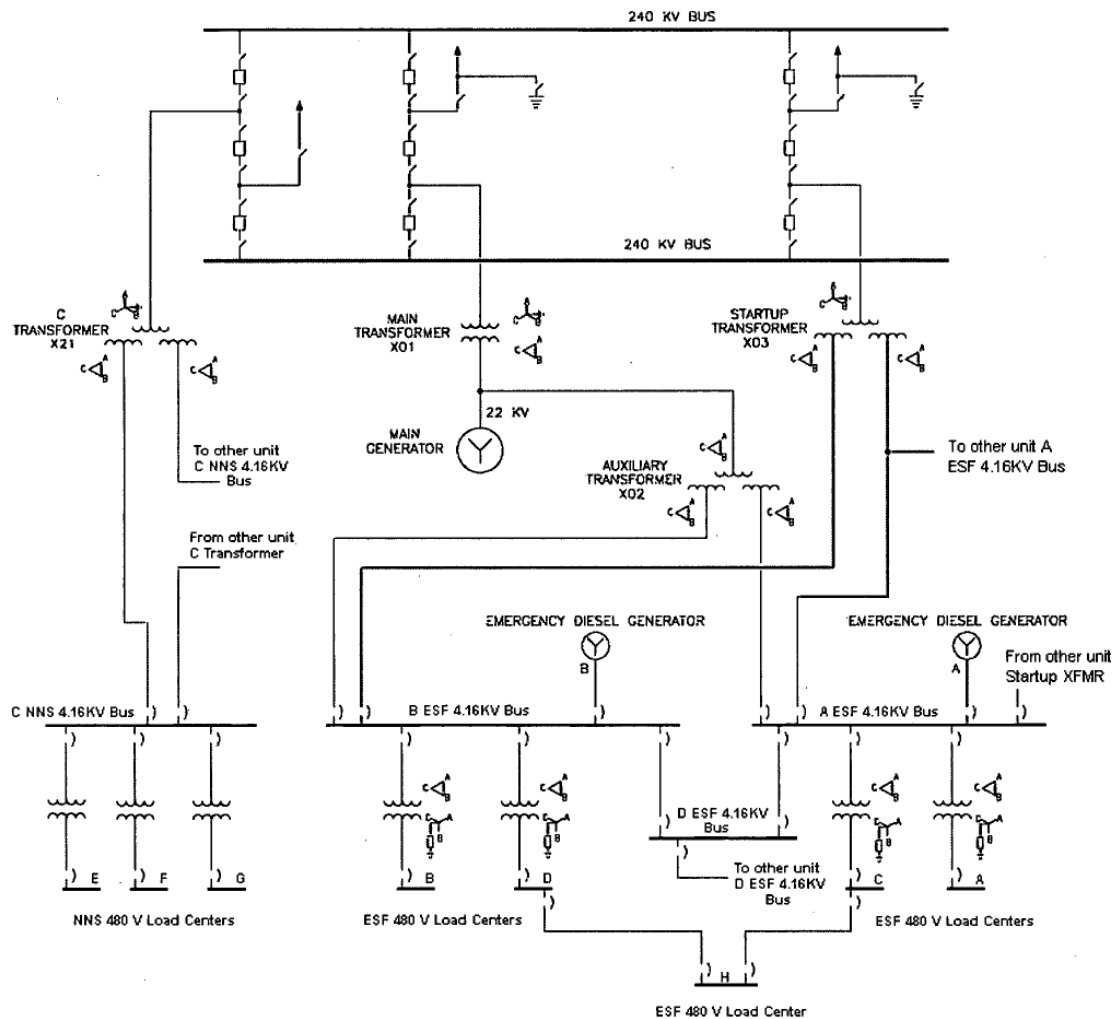 240 KV BUS
240 KV BUS
C
TRANSFORMER
X21
MAIN
TRANSFORMER
X01
STARTUP
TRANSFORMER
X03
A
C
B
A
C
B
A
C
B
C A B
C A B
C A B
C A B
C A B
22 KV
MAIN
GENERATOR
To other unit
C NNS 4.16KV
Bus
C A B
AUXILIARY
TRANSFORMER
X02
C A B
C A B
To other unit A
ESF 4.16KV Bus
From other unit
C Transformer
EMERGENCY DIESEL GENERATOR
B
EMERGENCY DIESEL GENERATOR
A
From other unit
Startup XFMR
C NNS 4.16KV Bus
B ESF 4.16KV Bus
A ESF 4.16KV Bus
C A B
C A B
C A B
C A B
C A B
C A B
C A B
C A B
D ESF 4.16KV
Bus
To other unit
D ESF 4.16KV
Bus
E
F
G
B
D
C
A
NNS 480 V Load Centers
ESF 480 V Load Centers
ESF 480 V Load Centers
H
ESF 480 V Load Center